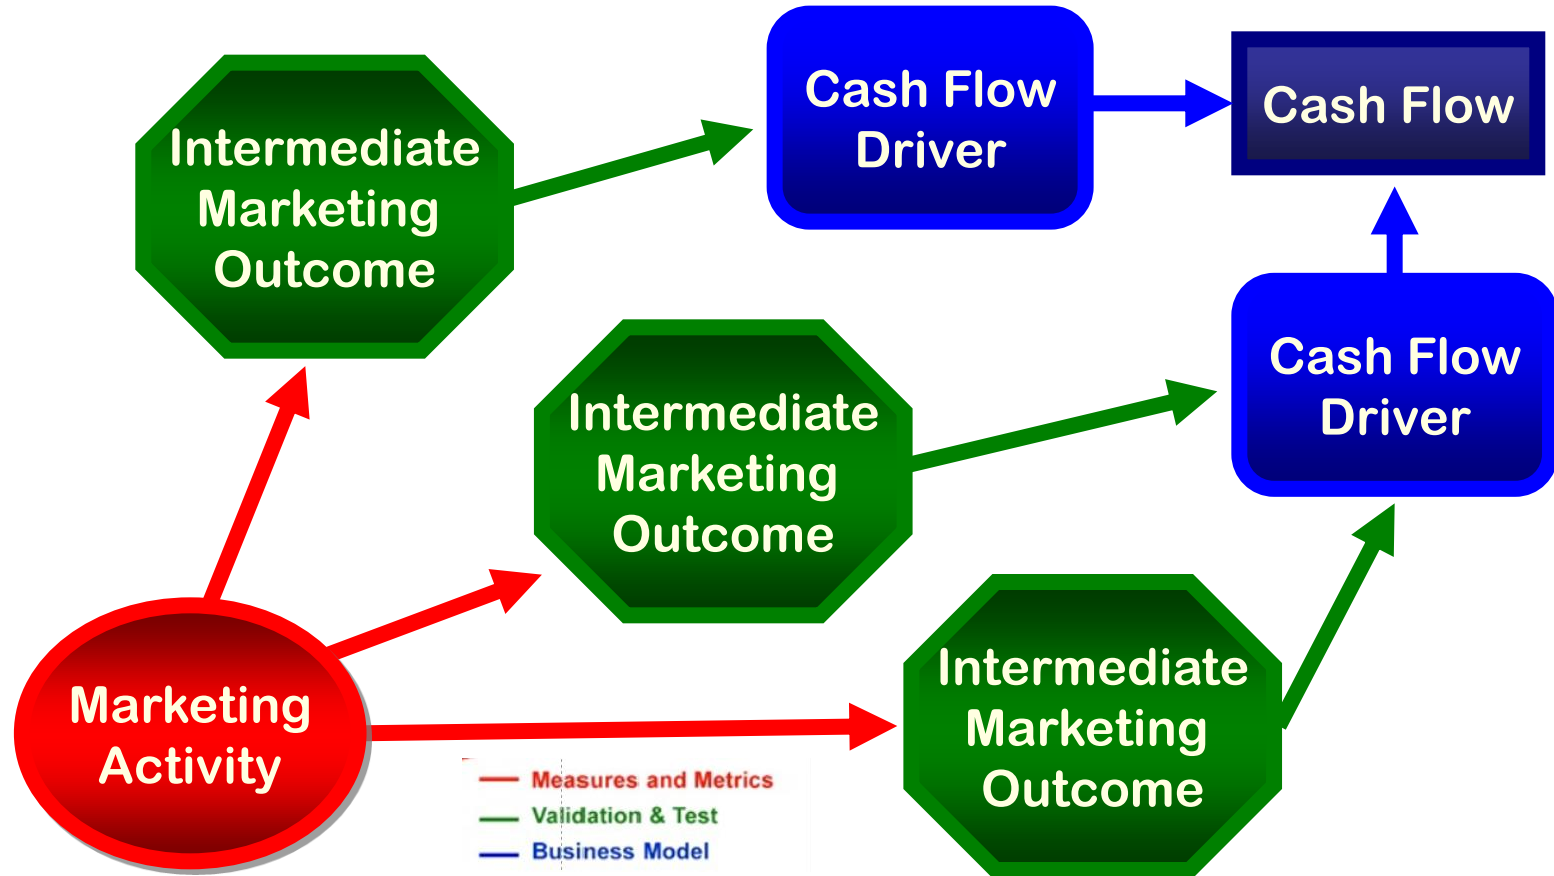 Cash Flow
Driver
Cash Flow
Intermediate
Marketing
Outcome
Cash Flow
Driver
Intermediate
Marketing
Outcome
Intermediate
Marketing
Outcome
Marketing
Activity
Measures and Metrics
Validation & Test
Business Model